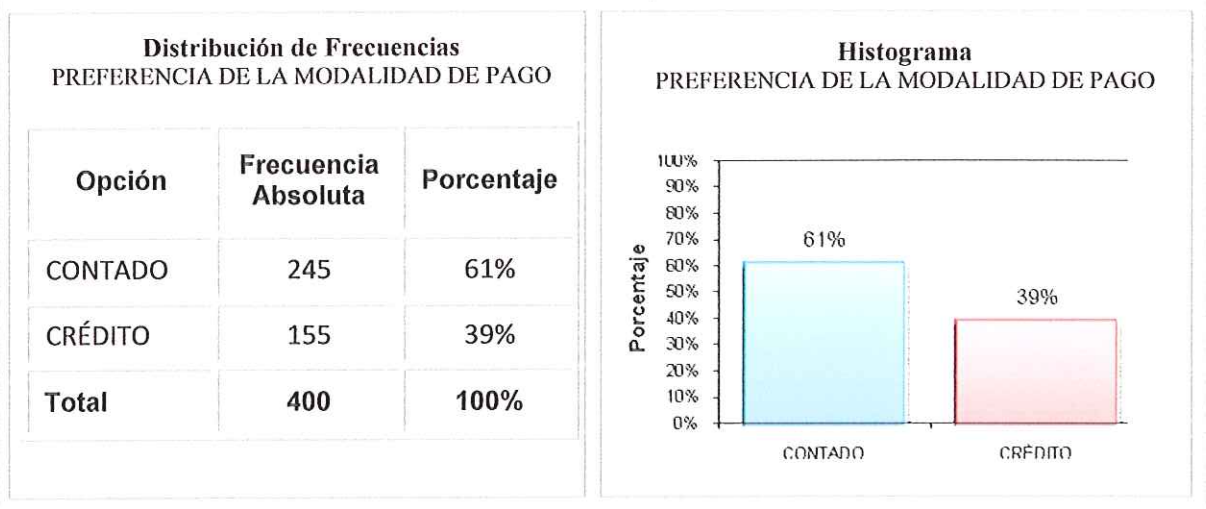 Distribución de Frecuencias
PREFERENCIA DE LA MODALIDAD DE PAGO
Opción Frecuencia Absoluta Porcentaje
CONTADO 245 61%
CRÉDITO 155 39%
Total 400 100%
Histograma
PREFERENCIA DE LA MODALIDAD DE PAGO
Porcentaje
100%
90%
80%
70%
60%
50%
40%
30%
20%
10%
0%
61%
39%
CONTADO CRÉDITO